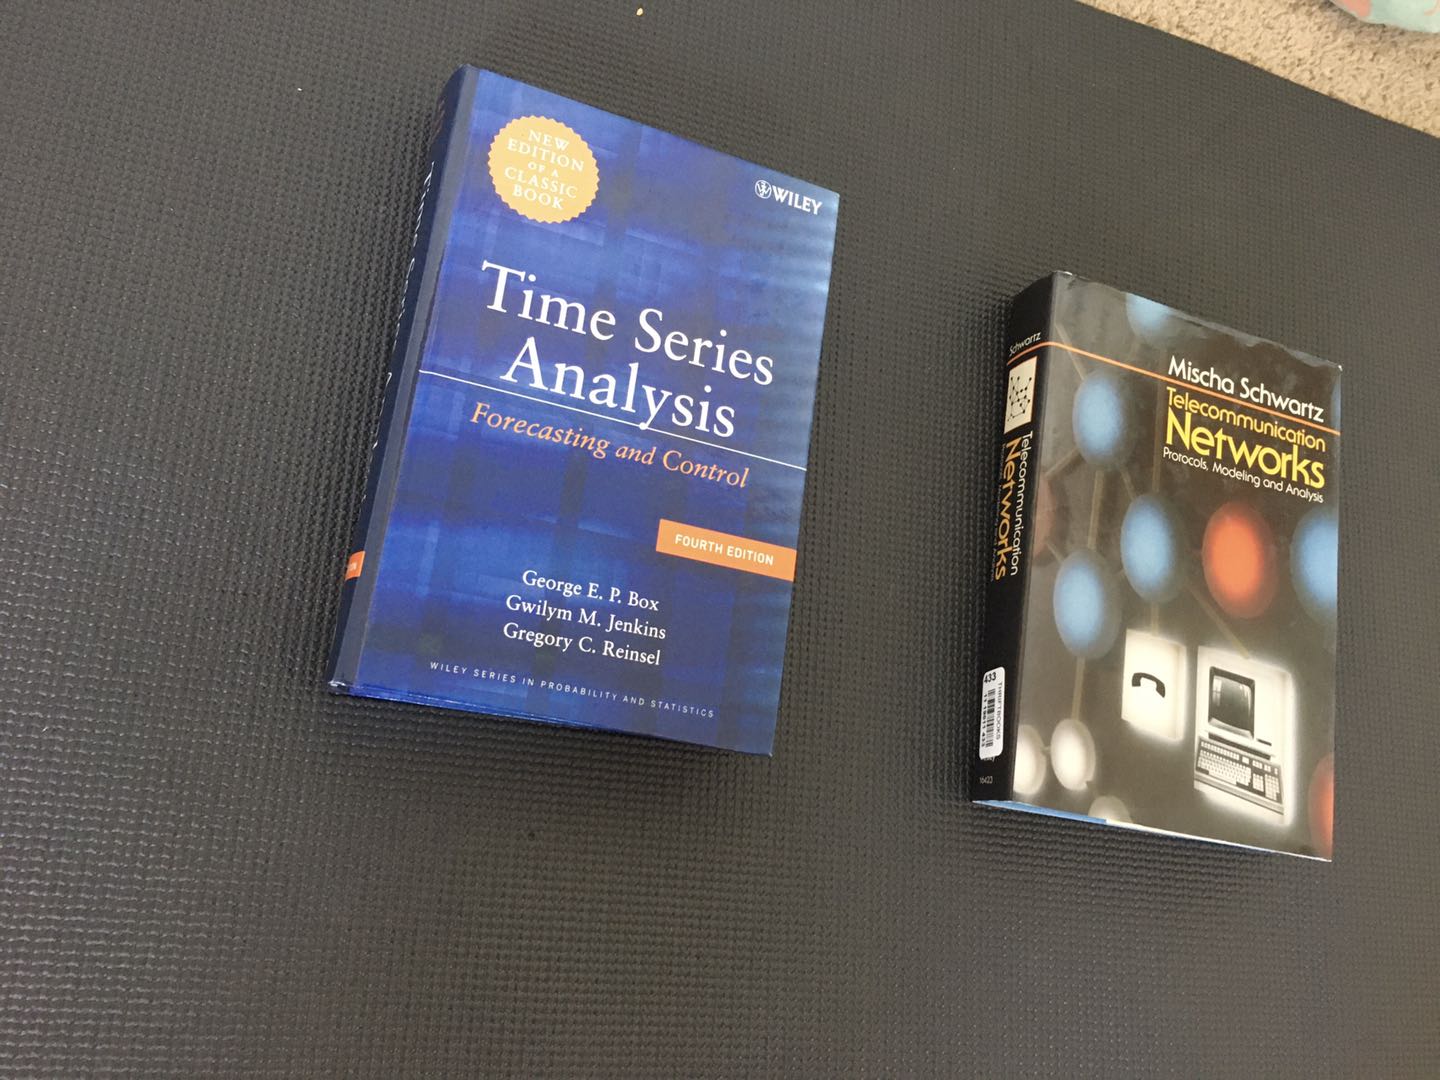 NEW
EDITION
OF A
CLASSIC
BOOK
WILEY
Time Series
Analysis
Forecasting and Control
FOURTH EDITION
George E. P. Box
Gwilym M. Jenkins
Gregory C. Reinsel
WILEY SERIES IN PROBABILITY AND STATISTICS
Schwartz
Telecommunication
Networks
433
THRIFTBOOKS
16423
Mischa Schwartz
Telecommunication
Networks
Protocols, Modeling and Analysis